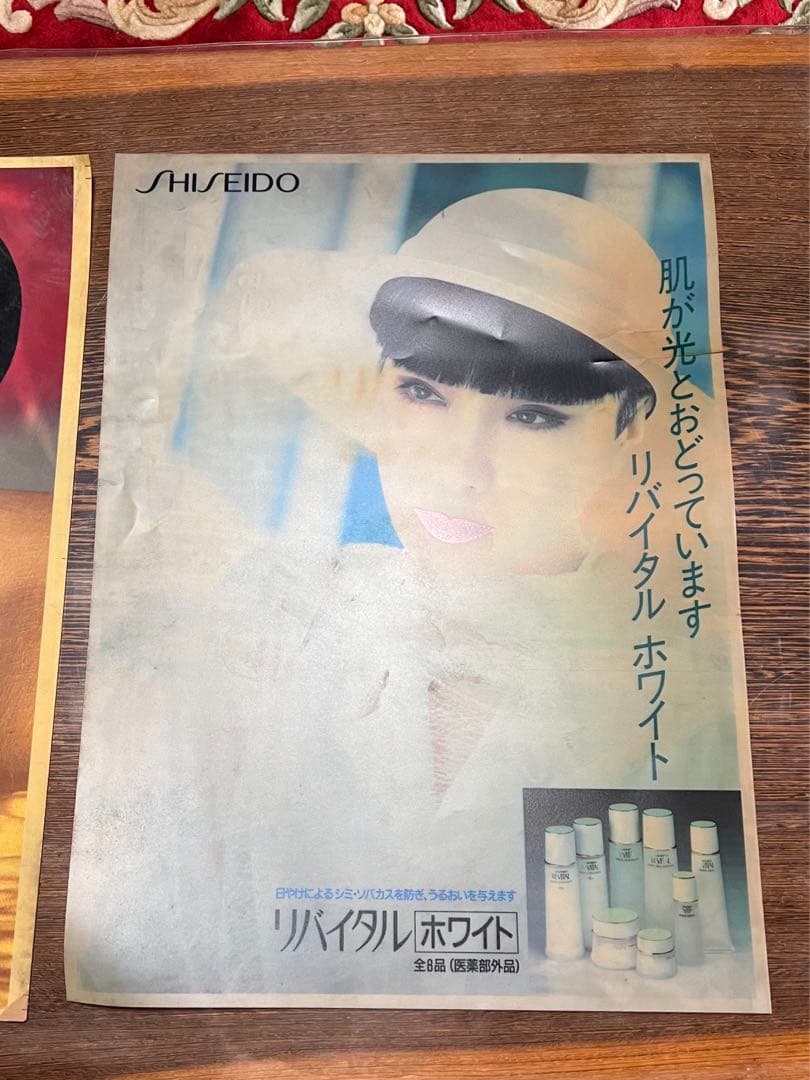 SHISEIDO
肌が光とおどっています
リバイタル ホワイト
日やけによるシミ・ソバカスを防ぎ、うるおいを与えます
リバイタル ホワイト
全8品(医薬部外品)
REVITAL
REVITAL